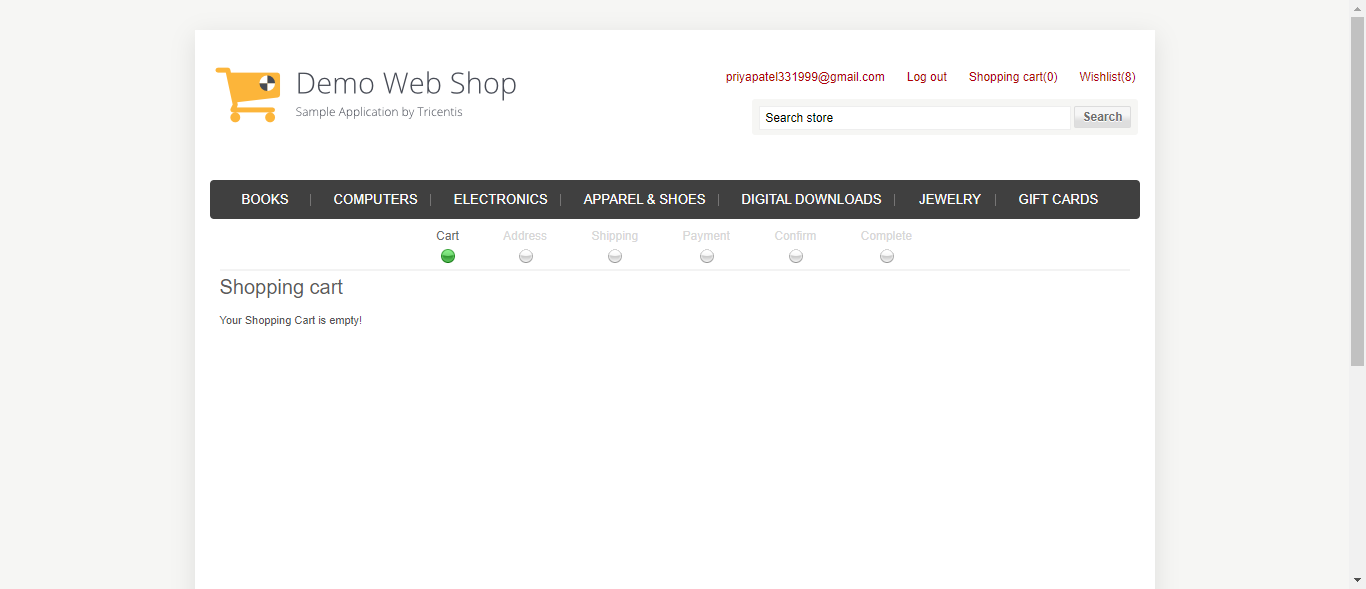 Demo Web Shop
Sample Application by Tricentis
priyapatel331999@gmail.com Log out Shopping cart(0) Wishlist(8)
Search store Search
BOOKS COMPUTERS ELECTRONICS APPAREL & SHOES DIGITAL DOWNLOADS JEWELRY GIFT CARDS
Cart Address Shipping Payment Confirm Complete
Shopping cart
Your Shopping Cart is empty!